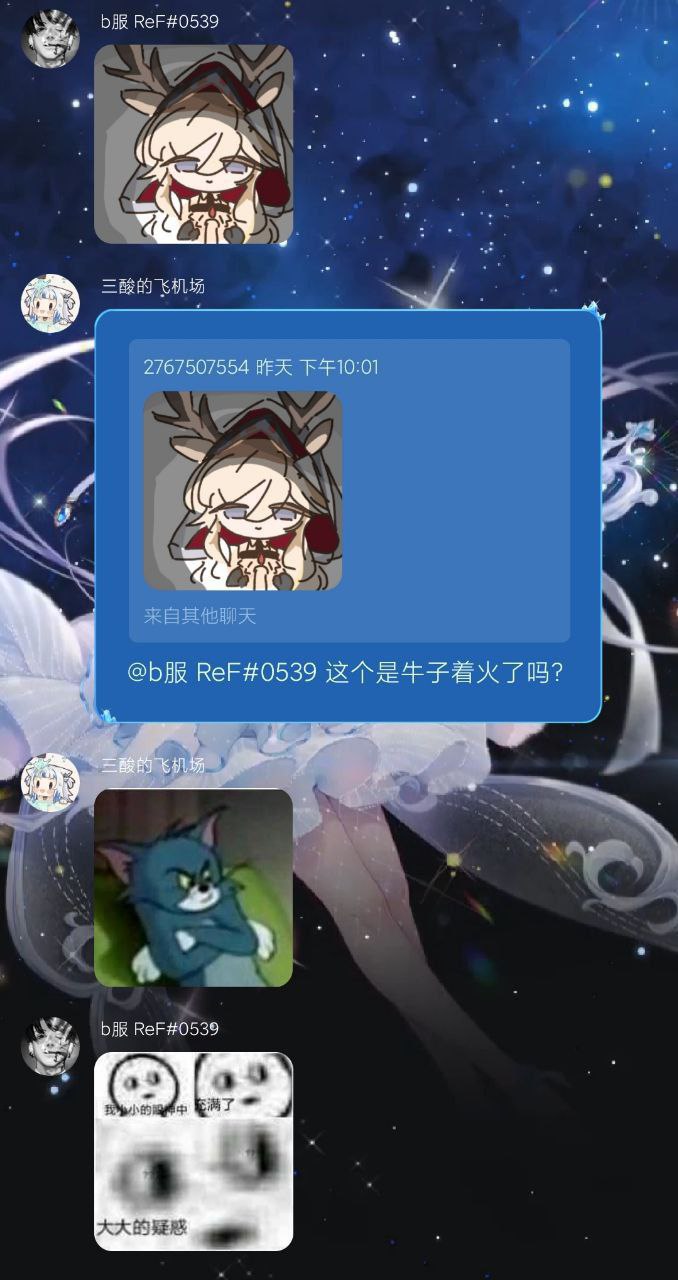 b服 ReF#0539
三酸的飞机场
2767507554 昨天 下午10:01
来自其他聊天
@b服 ReF#0539 这个是牛子着火了吗?
三酸的飞机场
b服 ReF#0539
我小小的眼神中
充满了
大大的疑惑